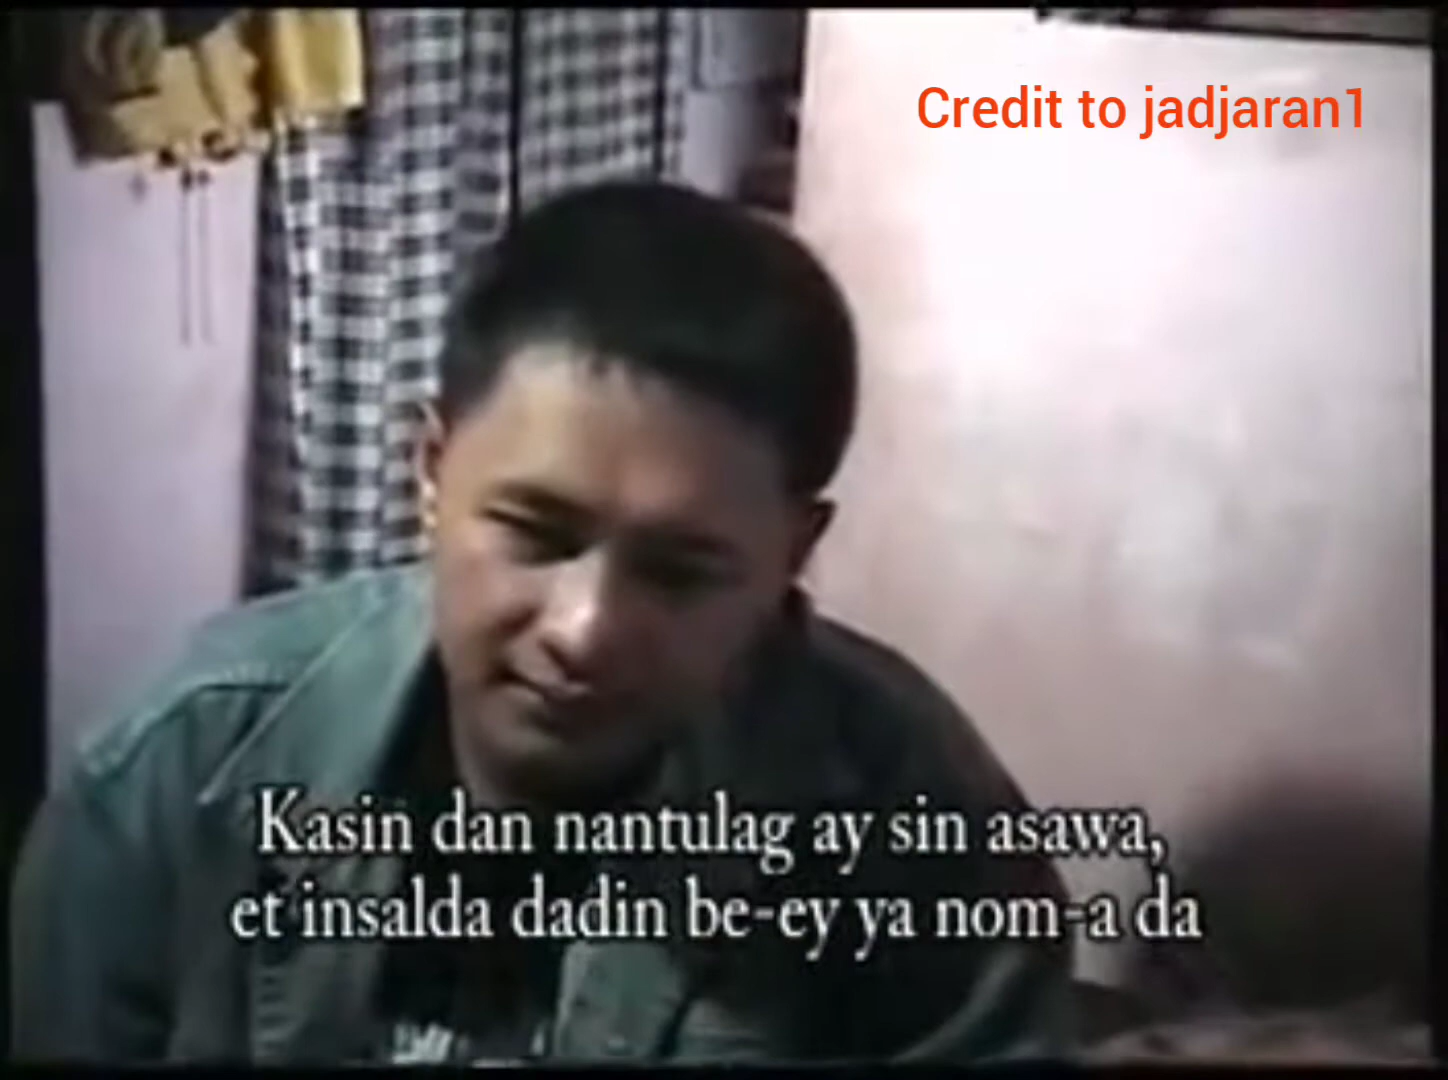 Credit to jadjaran1
Kasin dan nantulag ay sin asawa,
et insalda dadin be-ey ya nom-a da